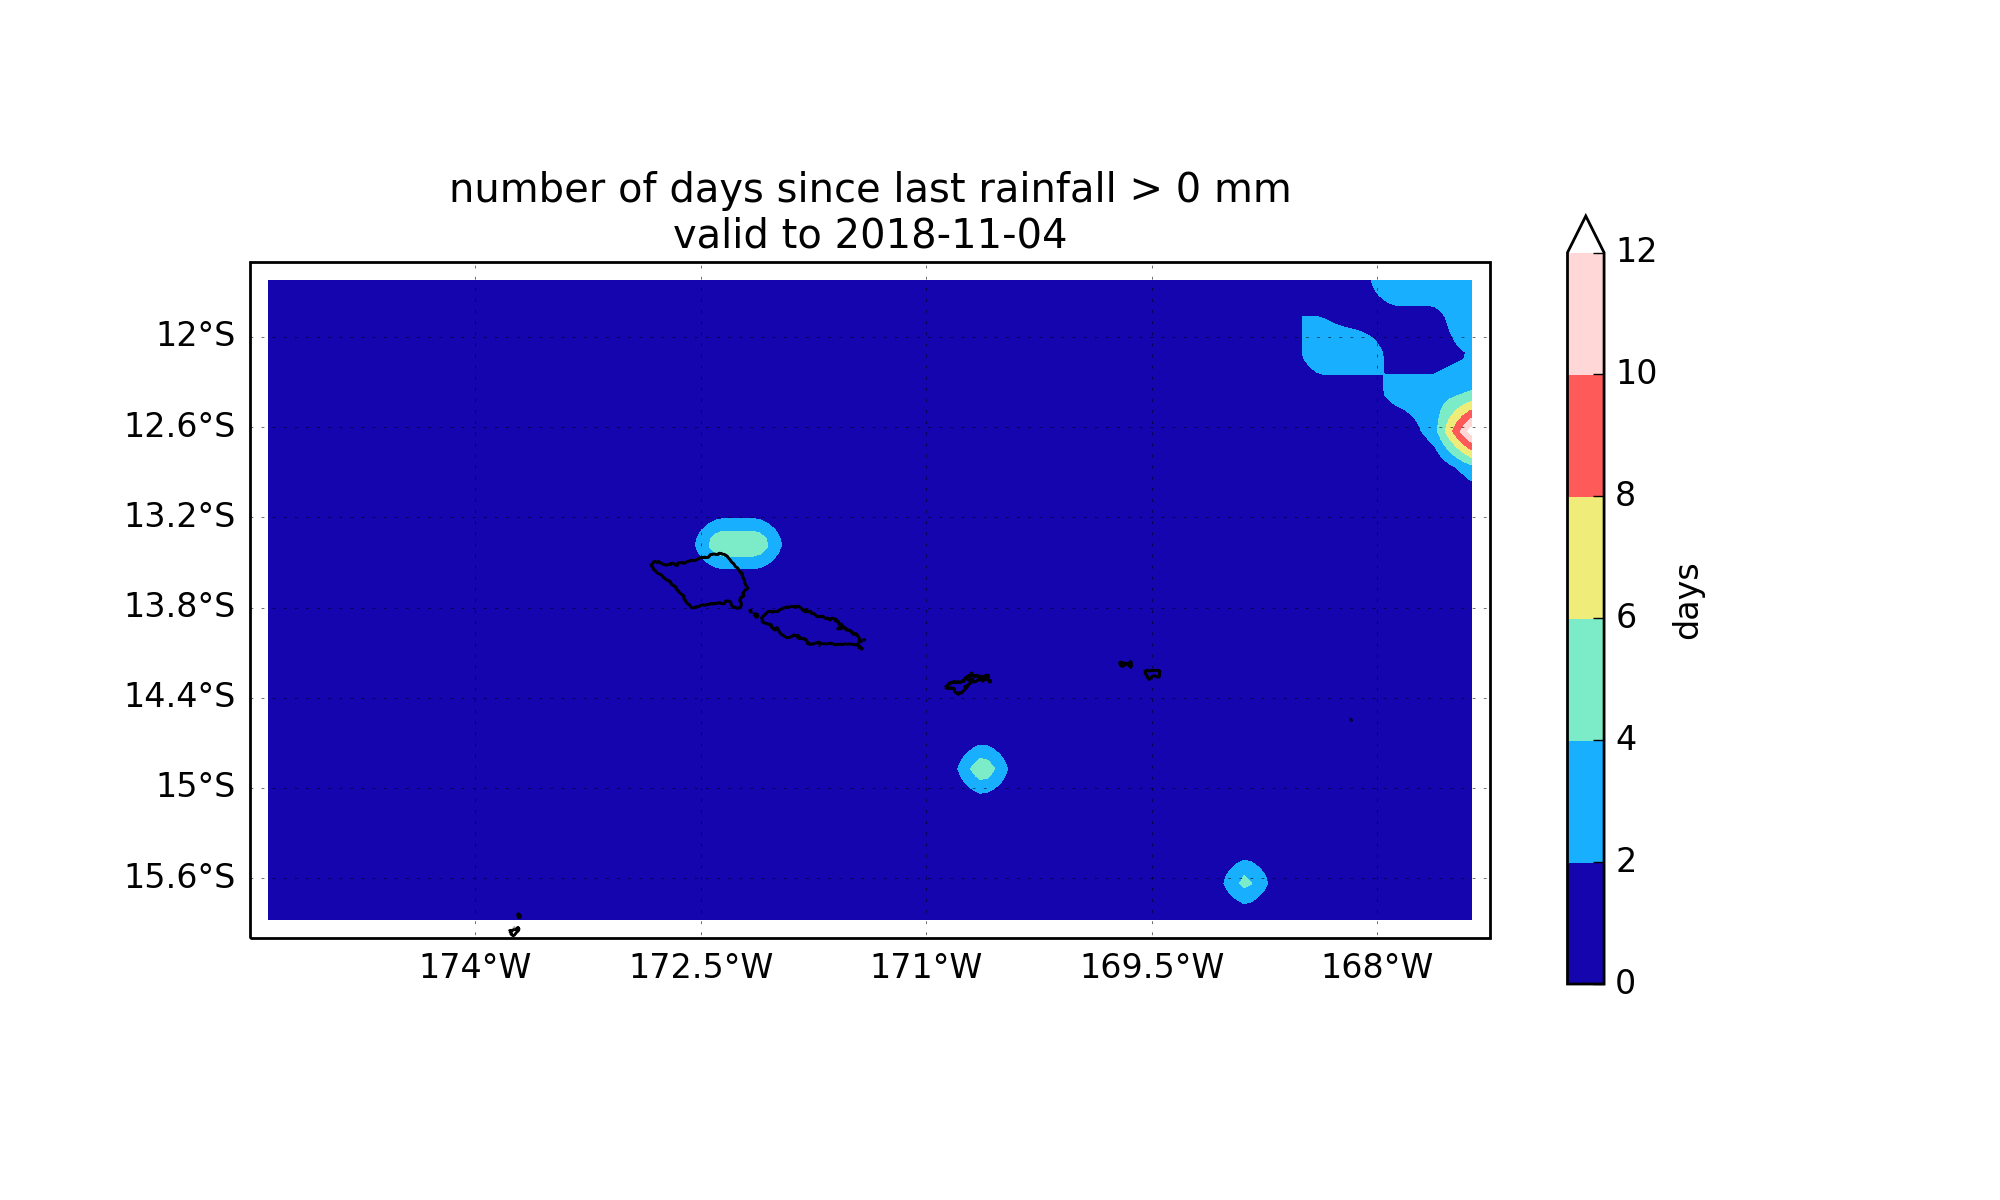 number of days since last rainfall > 0 mm
valid to 2018-11-04
12°S
12.6°S
13.2°S
13.8°S
14.4°S
15°S
15.6°S
174°W 172.5°W 171°W 169.5°W 168°W
12
10
8
6
4
2
0
days